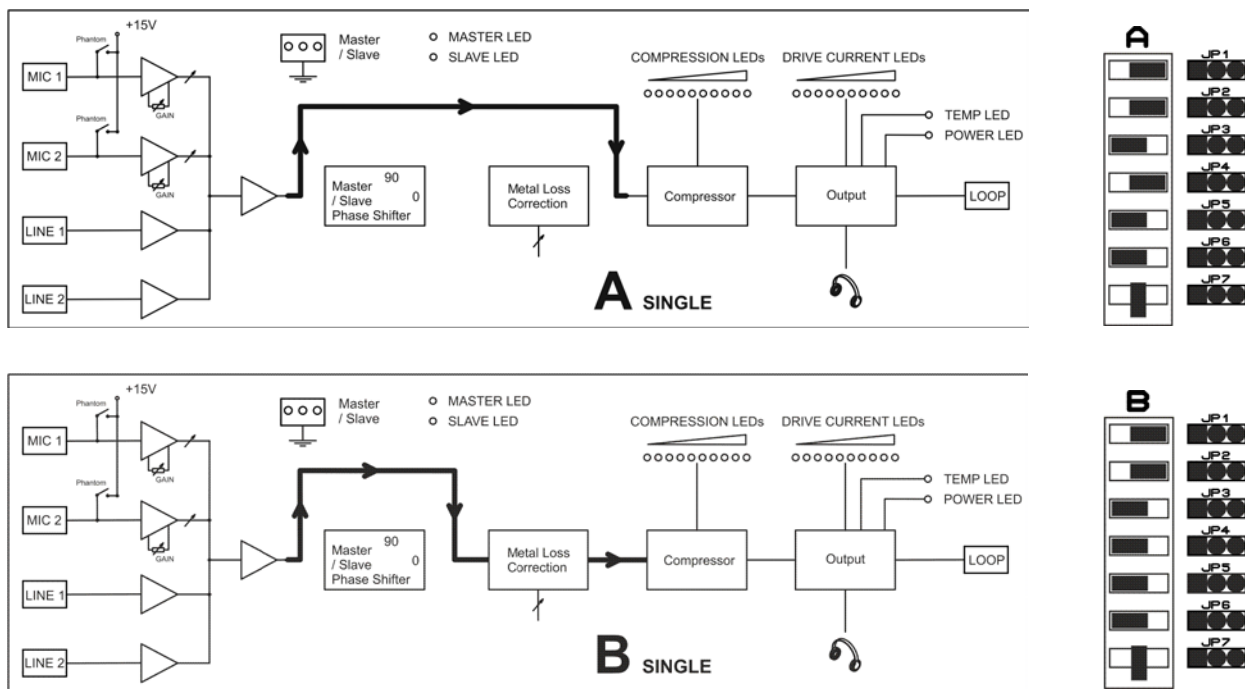 +15V
Phantom
MIC 1
GAIN
Phantom
MIC 2
GAIN
LINE 1
LINE 2
Master
/ Slave
MASTER LED
SLAVE LED
90
Master
/ Slave
0
Phase Shifter
Metal Loss
Correction
COMPRESSION LEDs
Compressor
DRIVE CURRENT LEDs
TEMP LED
POWER LED
Output
LOOP
A SINGLE
A
JP1
JP2
JP3
JP4
JP5
JP6
JP7
+15V
Phantom
MIC 1
GAIN
Phantom
MIC 2
GAIN
LINE 1
LINE 2
Master
/ Slave
MASTER LED
SLAVE LED
90
Master
/ Slave
0
Phase Shifter
Metal Loss
Correction
COMPRESSION LEDs
Compressor
DRIVE CURRENT LEDs
TEMP LED
POWER LED
Output
LOOP
B SINGLE
B
JP1
JP2
JP3
JP4
JP5
JP6
JP7